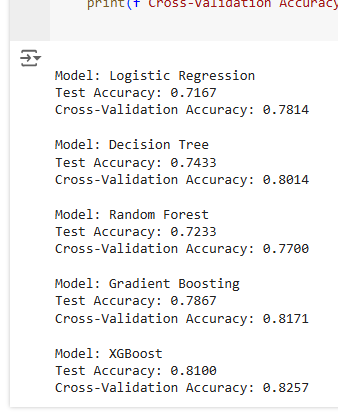 print(f Cross-Validation Accuracy
Model: Logistic Regression
Test Accuracy: 0.7167
Cross-Validation Accuracy: 0.7814
Model: Decision Tree
Test Accuracy: 0.7433
Cross-Validation Accuracy: 0.8014
Model: Random Forest
Test Accuracy: 0.7233
Cross-Validation Accuracy: 0.7700
Model: Gradient Boosting
Test Accuracy: 0.7867
Cross-Validation Accuracy: 0.8171
Model: XGBoost
Test Accuracy: 0.8100
Cross-Validation Accuracy: 0.8257